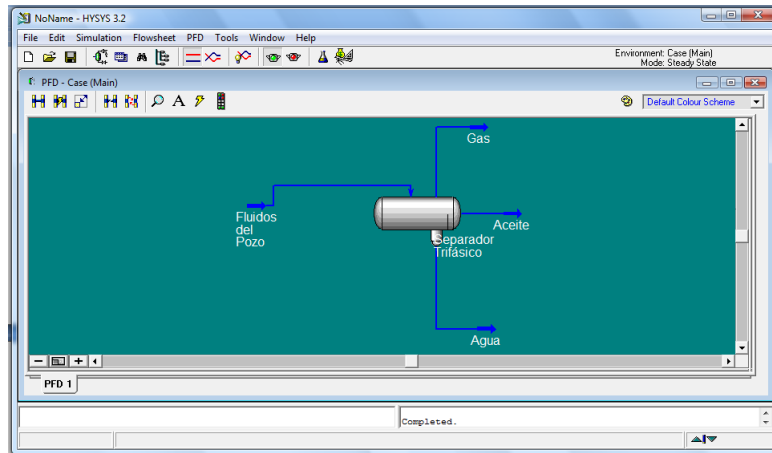 NoName - HYSYS 3.2
File Edit Simulation Flowsheet PFD Tools Window Help
Environment: Case (Main)
Mode: Steady State
PFD - Case (Main)
A
Default Colour Scheme
Gas
Fluidos
del
Pozo
Aceite
Separador
Trifásico
Agua
PFD 1
Completed.